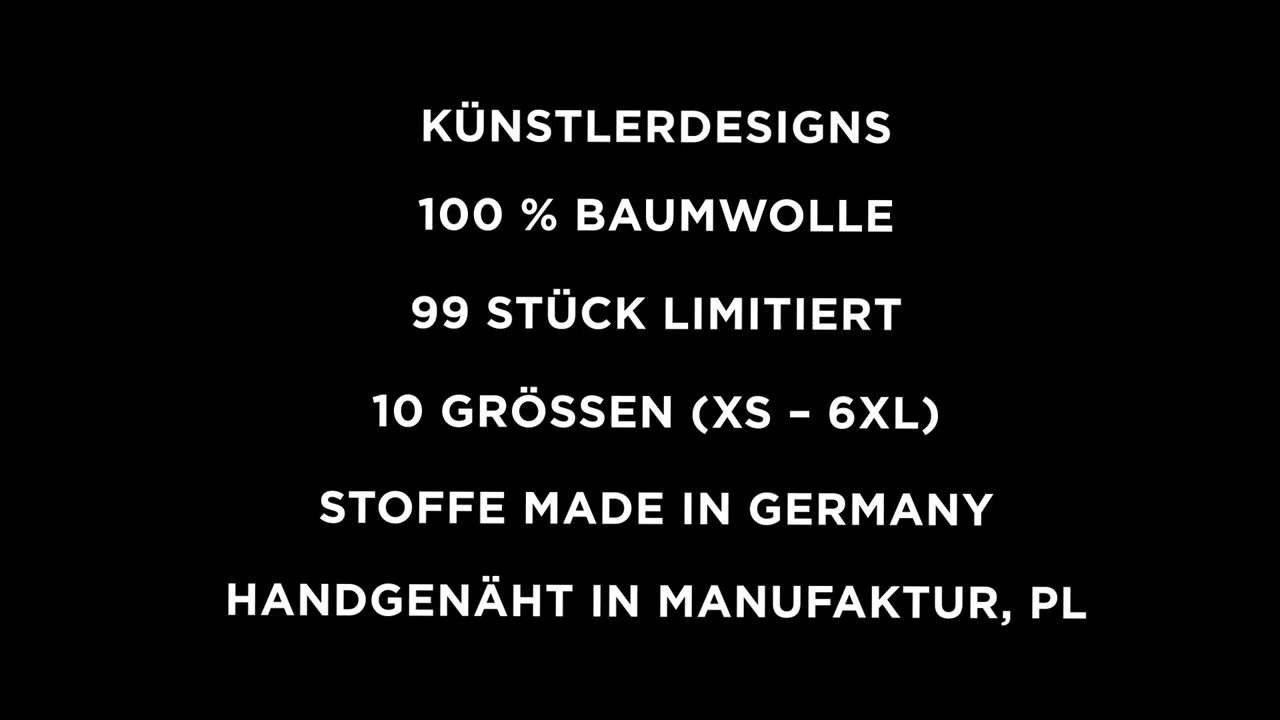 KÜNSTLERDESIGNS
100 % BAUMWOLLE
99 STÜCK LIMITIERT
10 GRÖSSEN (XS – 6XL)
STOFFE MADE IN GERMANY
HANDGENÄHT IN MANUFAKTUR, PL